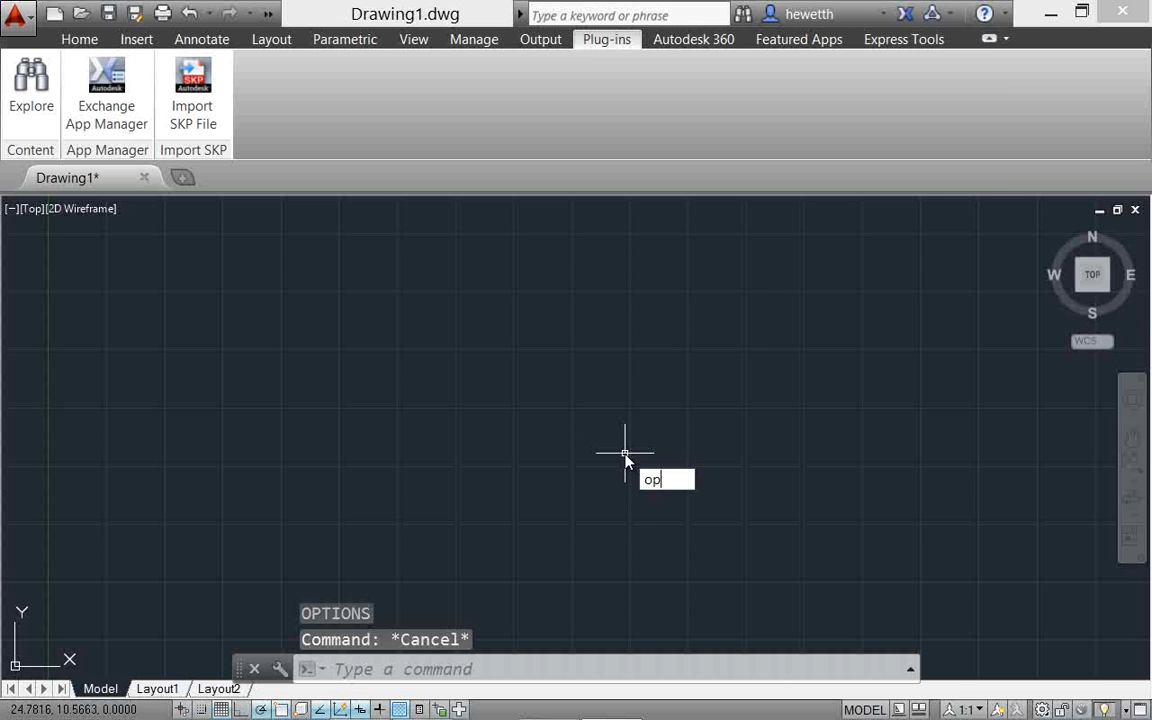 Drawing1.dwg
Type a keyword or phrase
hewetth
Home Insert Annotate Layout Parametric View Manage Output Plug-ins Autodesk 360 Featured Apps Express Tools
Explore
Exchange
App Manager
Autodesk
SKP
Autodesk
Import
SKP File
Content App Manager Import SKP
Drawing1*
[−][Top][2D Wireframe]
N
W TOP E
S
WCS
op
Y
X
OPTIONS
Command: *Cancel*
Type a command
Model Layout1 Layout2
24.7816, 10.5663, 0.0000
MODEL
1:1